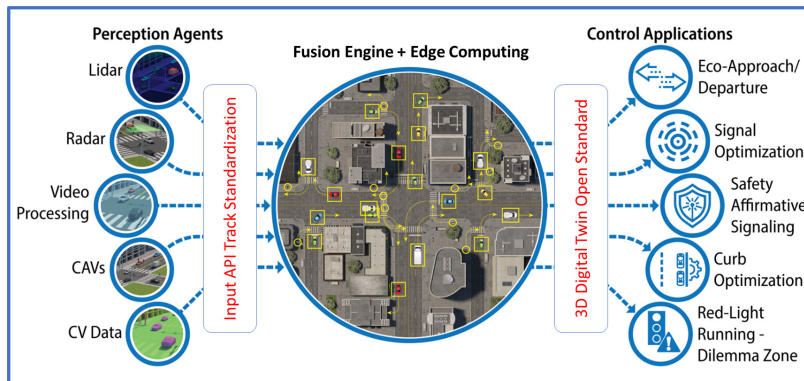 Perception Agents
Fusion Engine + Edge Computing
Control Applications
Lidar
Radar
Video
Processing
CAVs
CV Data
Input API Track Standardization
3D Digital Twin Open Standard
Eco-Approach/
Departure
Signal
Optimization
Safety
Affirmative
Signaling
Curb
Optimization
Red-Light
Running -
Dilemma Zone